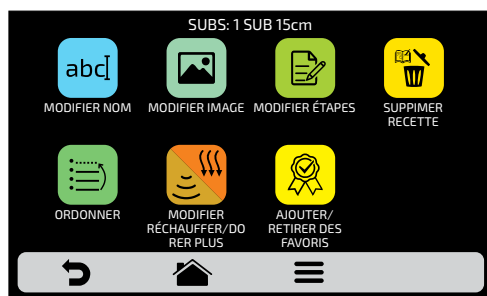 SUBS: 1 SUB 15cm
abc
MODIFIER NOM
MODIFIER IMAGE
MODIFIER ÉTAPES
SUPPIMER
RECETTE
ORDONNER
MODIFIER
RÉCHAUFFER/DO
RER PLUS
AJOUTER/
RETIRER DES
FAVORIS